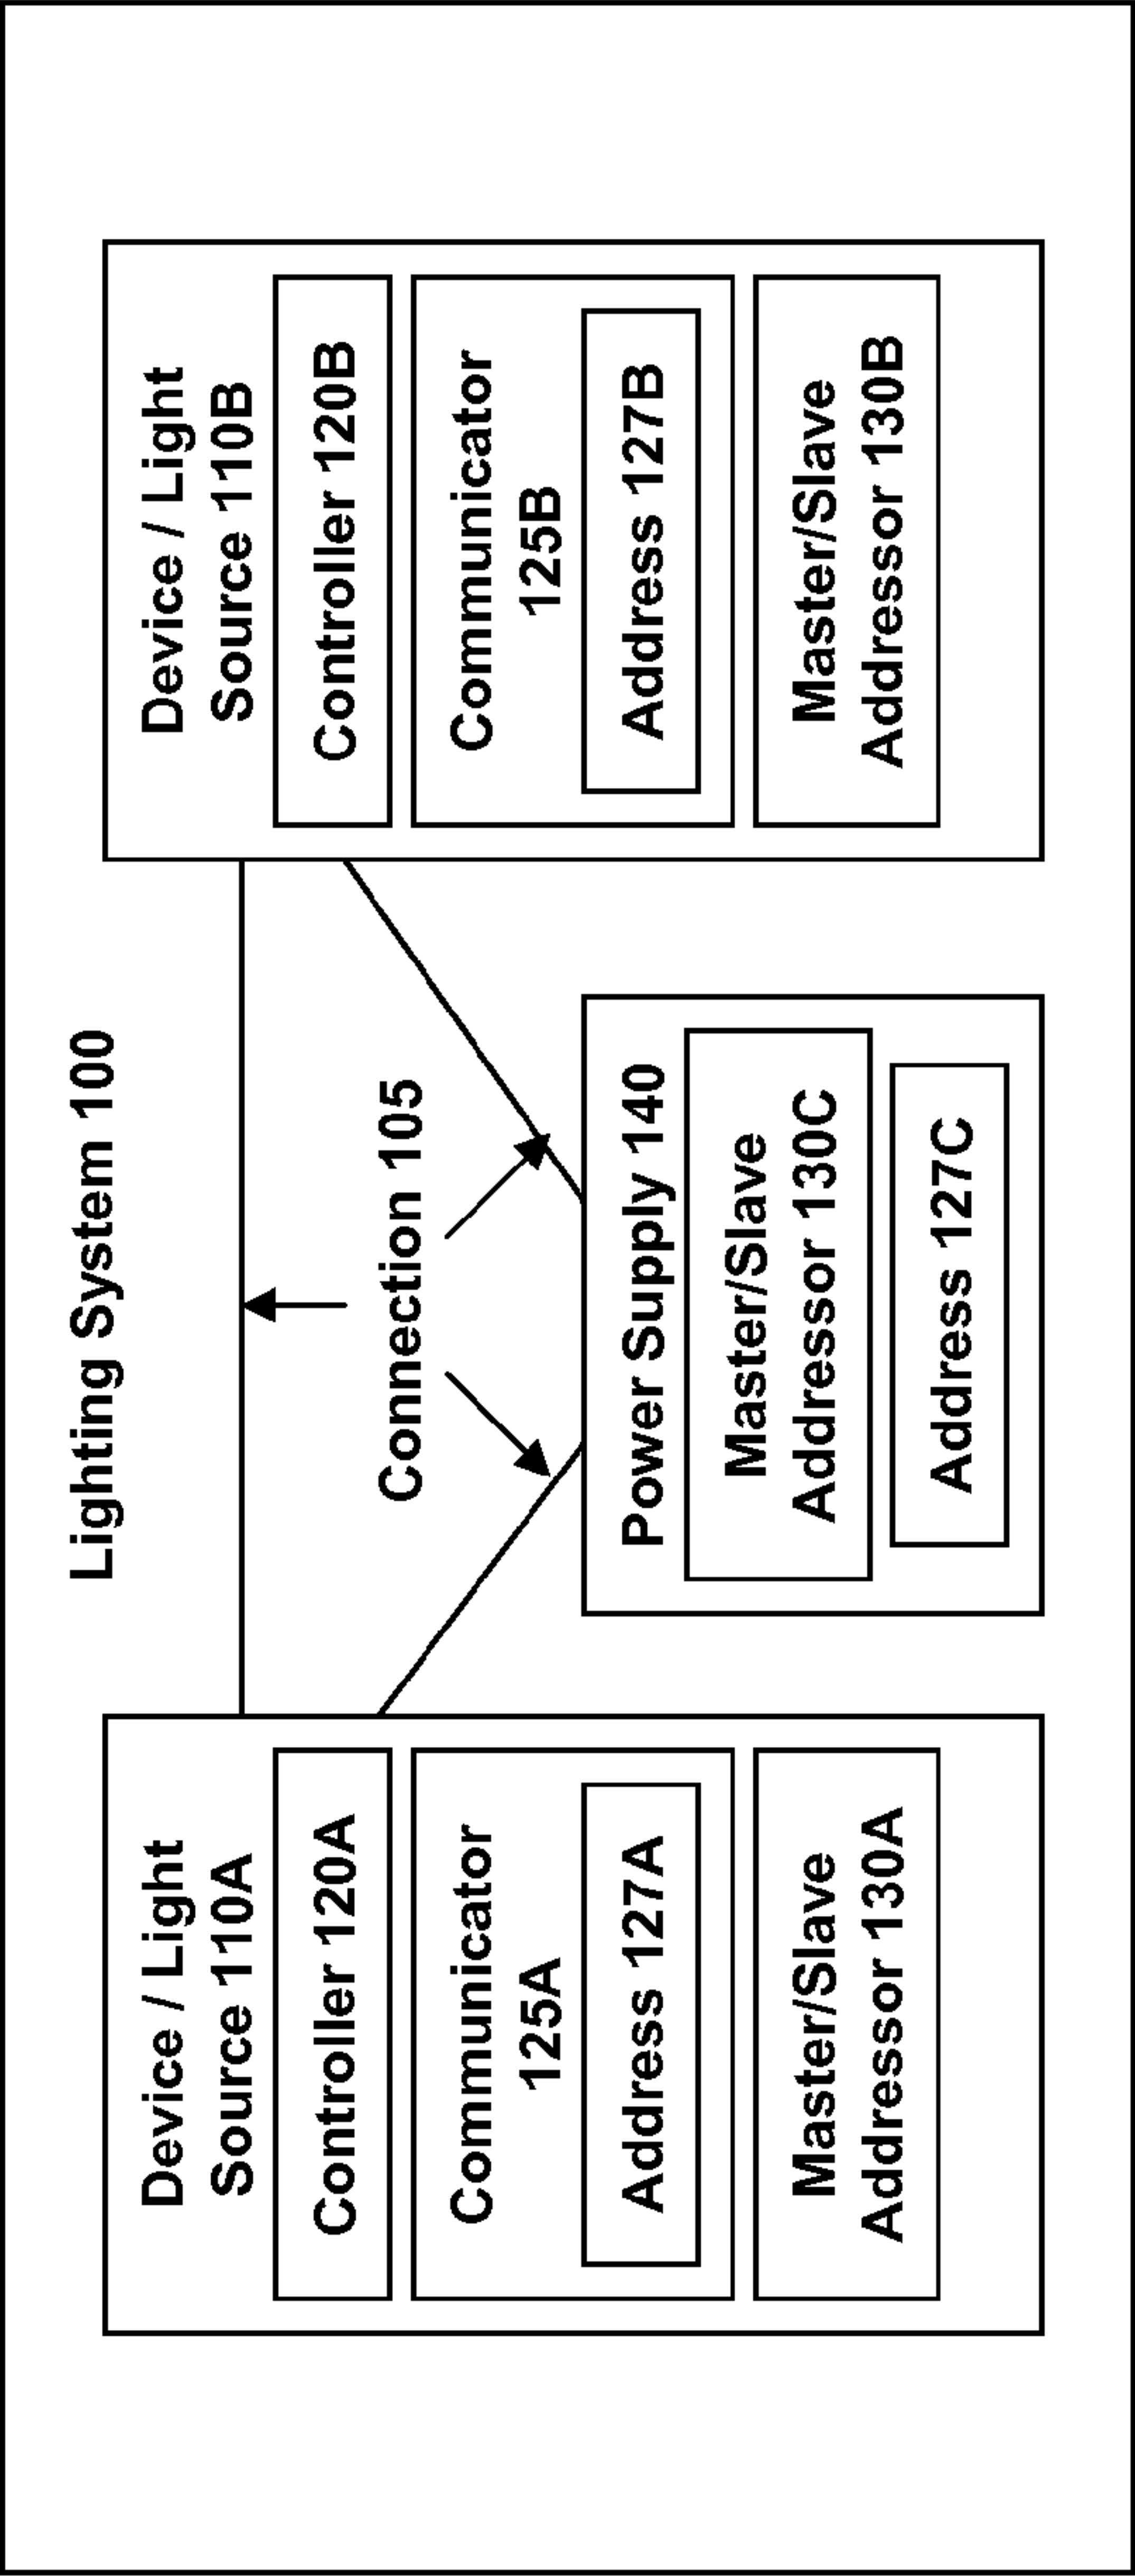 Lighting System 100
Device / Light
Source 110A
Controller 120A
Communicator
125A
Address 127A
Master/Slave
Addressor 130A
Connection 105
Power Supply 140
Master/Slave
Addressor 130C
Address 127C
Device / Light
Source 110B
Controller 120B
Communicator
125B
Address 127B
Master/Slave
Addressor 130B